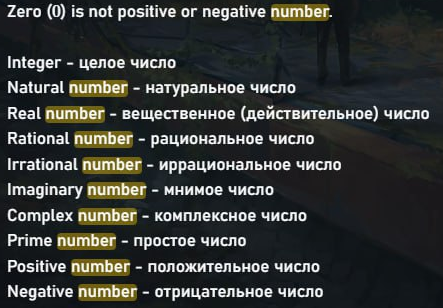 Zero (0) is not positive or negative number.
Integer - целое число
Natural number - натуральное число
Real number - вещественное (действительное) число
Rational number - рациональное число
Irrational number - иррациональное число
Imaginary number - мнимое число
Complex number - комплексное число
Prime number - простое число
Positive number - положительное число
Negative number - отрицательное число